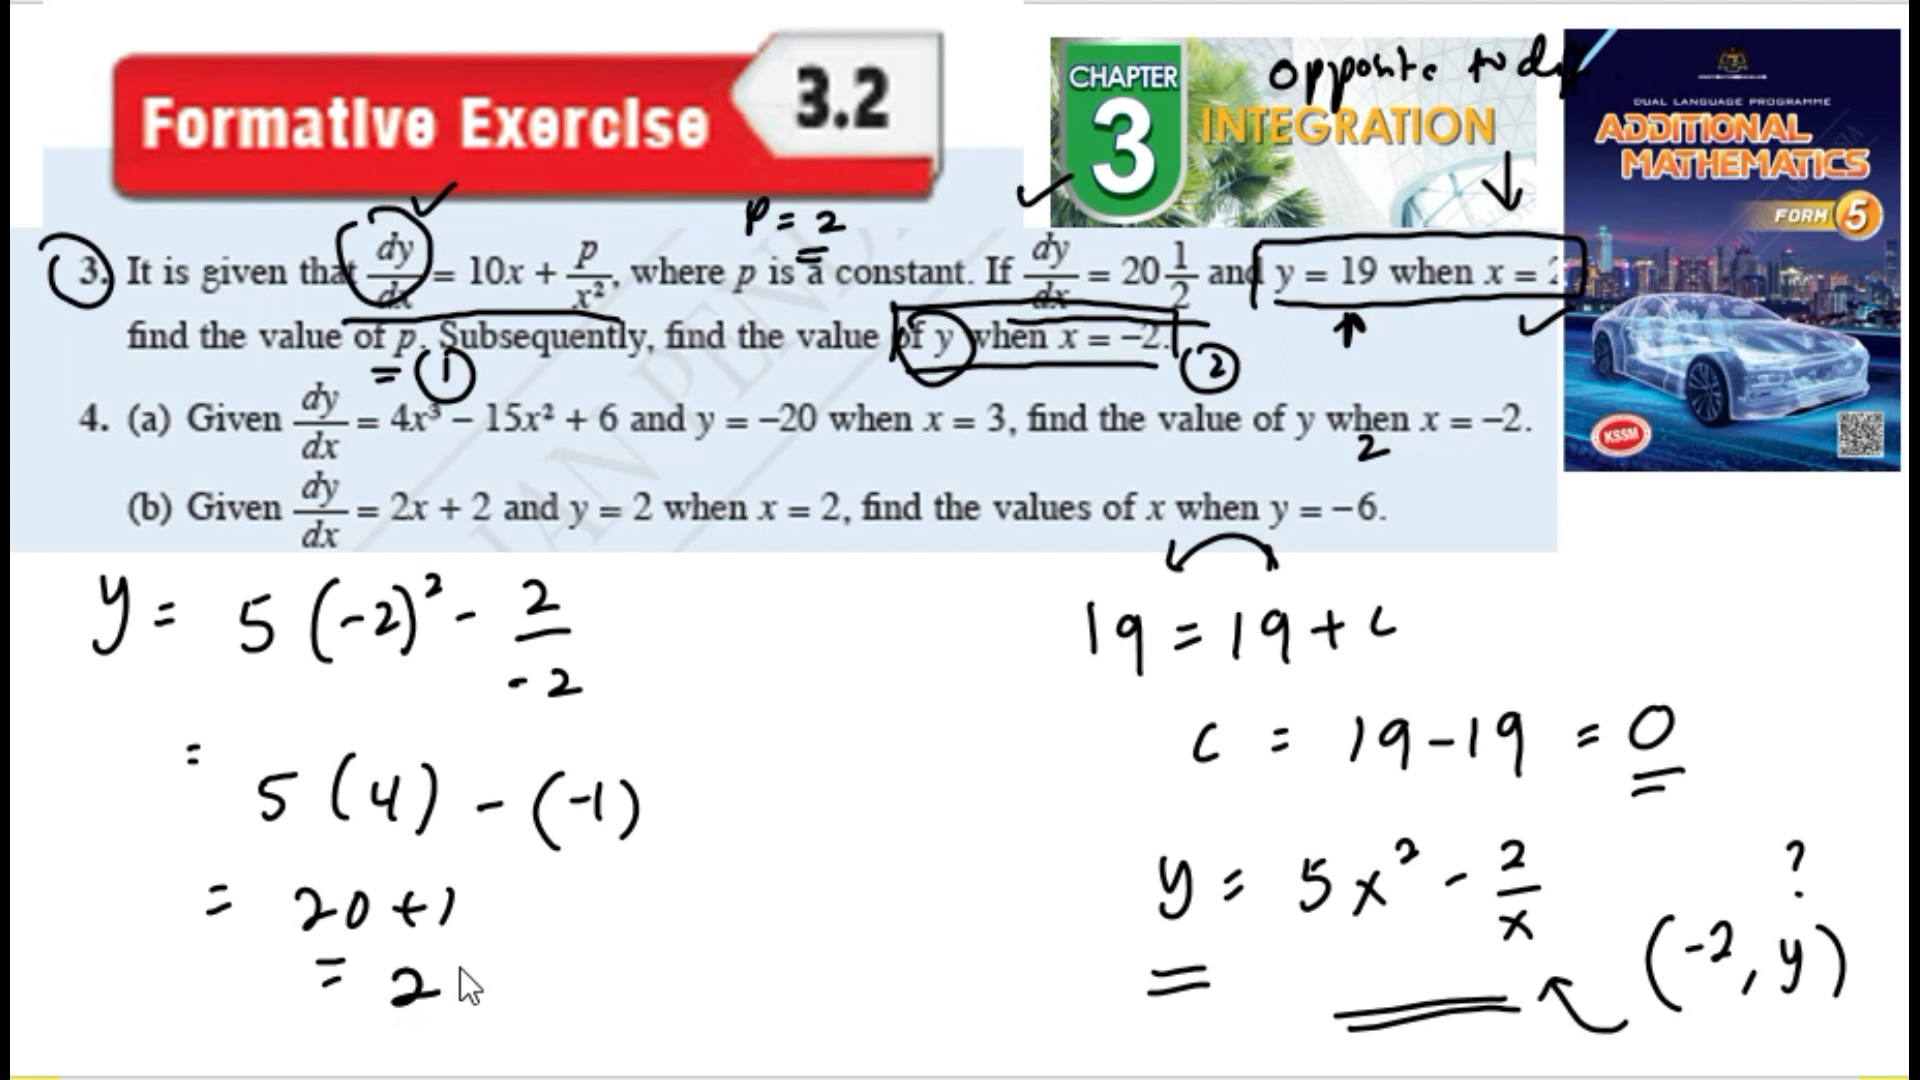 Formative Exercise 3.2
CHAPTER 3
INTEGRATION
opposite to diff.
DUAL LANGUAGE PROGRAMME
ADDITIONAL
MATHEMATICS
FORM 5
KSSM
p = 2
3. It is given that dy/dx = 10x + p/x², where p is a constant. If dy/dx = 20 1/2 and y = 19 when x = 2
find the value of p. Subsequently, find the value of y when x = −2.
1
2
4. (a) Given dy/dx = 4x³ − 15x² + 6 and y = −20 when x = 3, find the value of y when x = −2.
2
(b) Given dy/dx = 2x + 2 and y = 2 when x = 2, find the values of x when y = −6.
y = 5(-2)² - 2/-2
= 5(4) - (-1)
= 20+1
= 2
19 = 19 + c
c = 19 - 19 = 0
y = 5x² - 2/x
?
(-2, y)